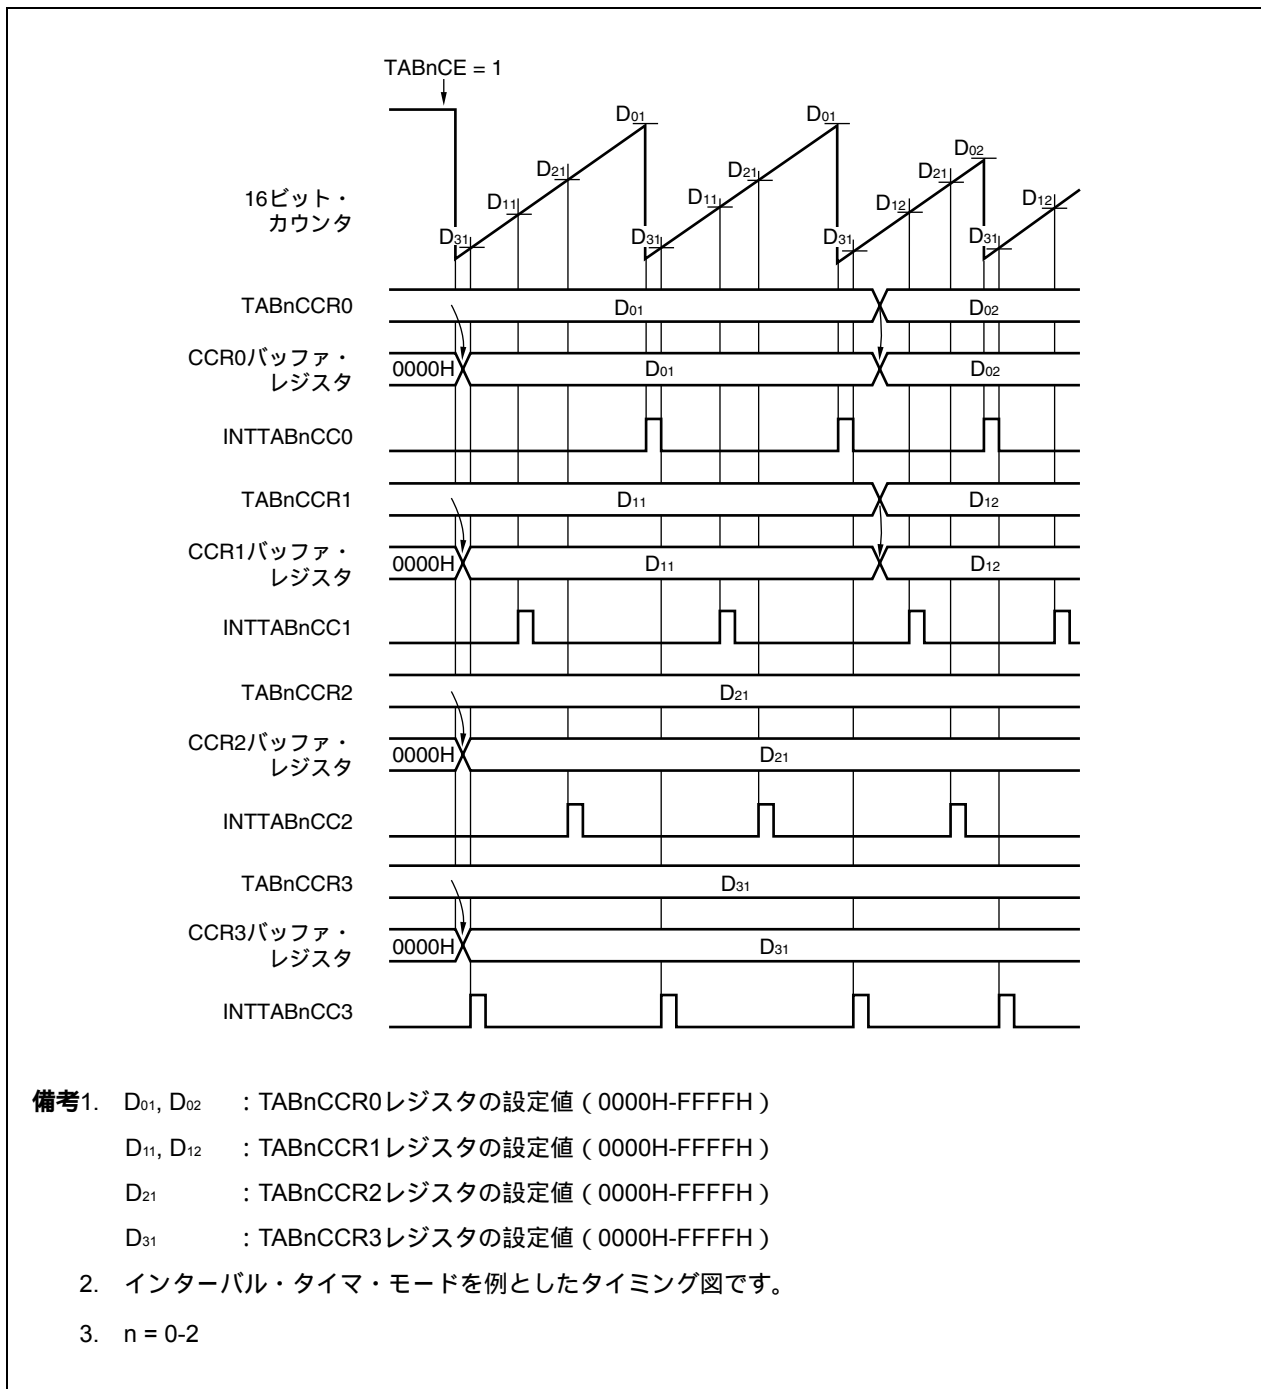 TABnCE = 1
D01 D01
D02
D21 D21 D21
D11 D11 D12 D12
16ビット・
カウンタ
D31 D31 D31 D31
TABnCCR0 D01 D02
CCR0バッファ・
レジスタ
0000H D01 D02
INTTABnCC0
TABnCCR1 D11 D12
CCR1バッファ・
レジスタ
0000H D11 D12
INTTABnCC1
TABnCCR2 D21
CCR2バッファ・
レジスタ
0000H D21
INTTABnCC2
TABnCCR3 D31
CCR3バッファ・
レジスタ
0000H D31
INTTABnCC3
備考1. D01, D02 : TABnCCR0レジスタの設定値(0000H-FFFFH)
D11, D12 : TABnCCR1レジスタの設定値(0000H-FFFFH)
D21 : TABnCCR2レジスタの設定値(0000H-FFFFH)
D31 : TABnCCR3レジスタの設定値(0000H-FFFFH)
2. インターバル・タイマ・モードを例としたタイミング図です。
3. n = 0-2